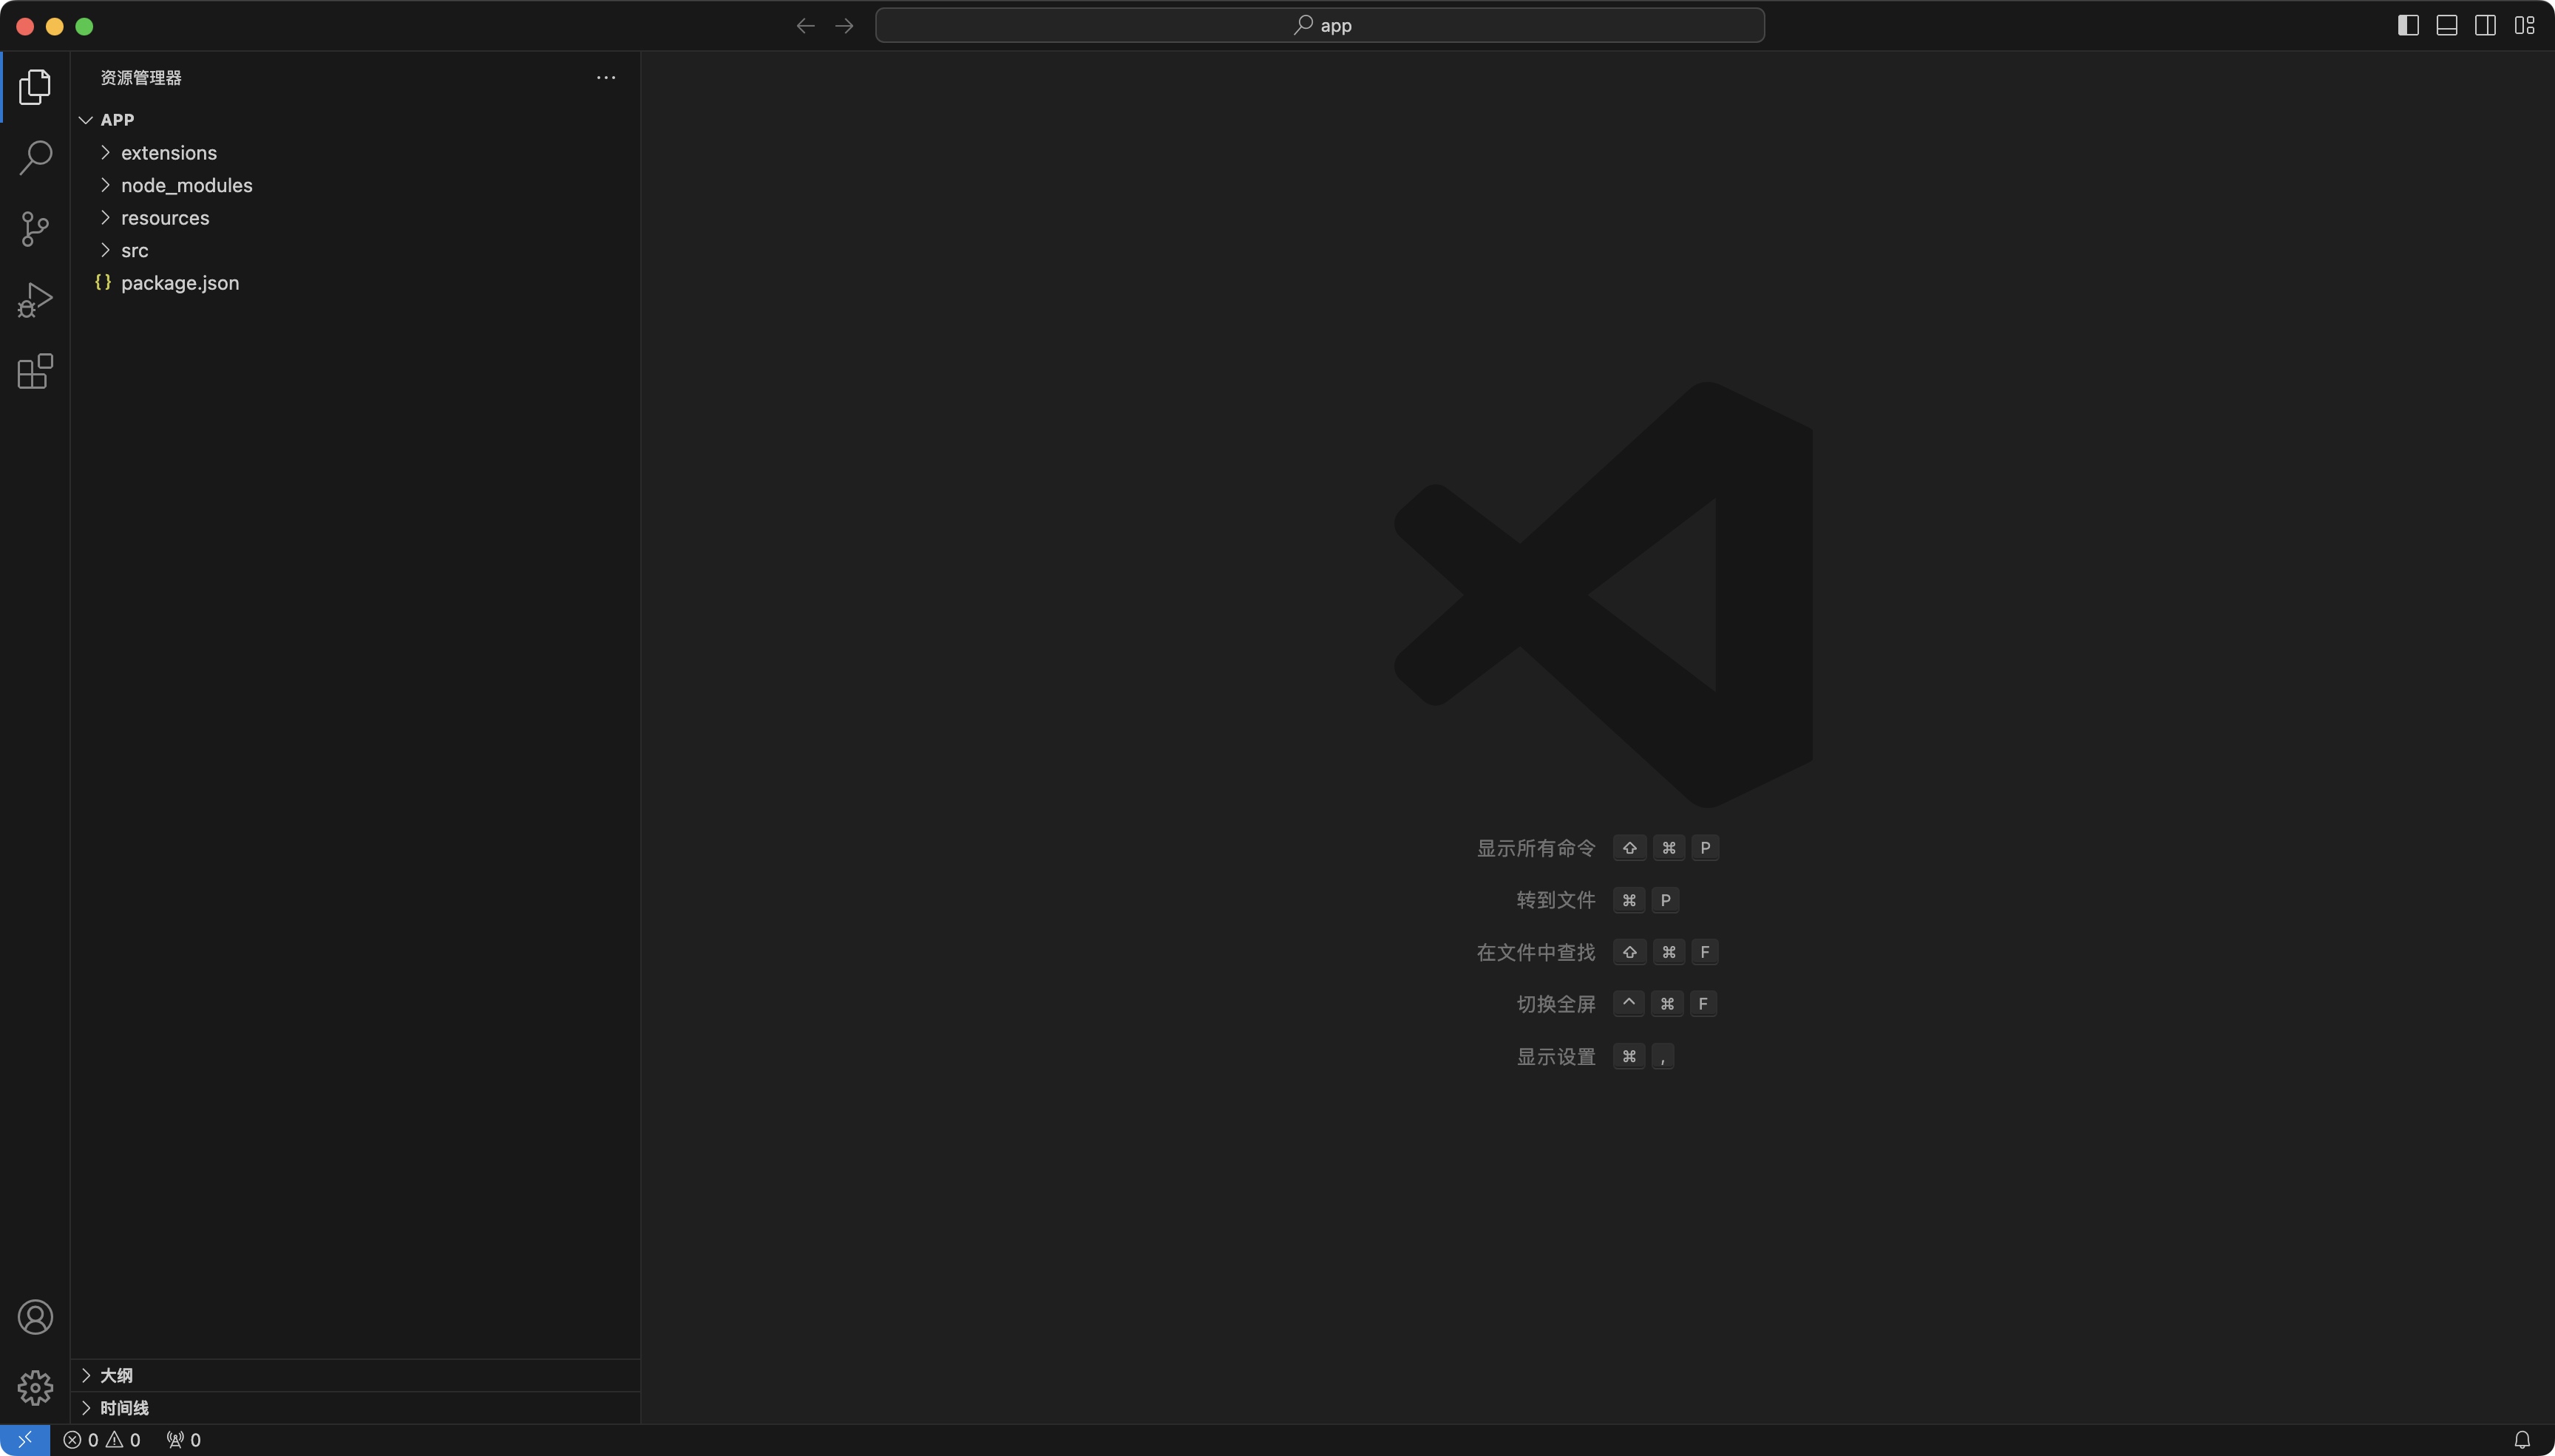 app
资源管理器
APP
extensions
node_modules
resources
src
{} package.json
显示所有命令 ⇧ ⌘ P
转到文件 ⌘ P
在文件中查找 ⇧ ⌘ F
切换全屏 ^ ⌘ F
显示设置 ⌘ ,
大纲
时间线
0 0 0